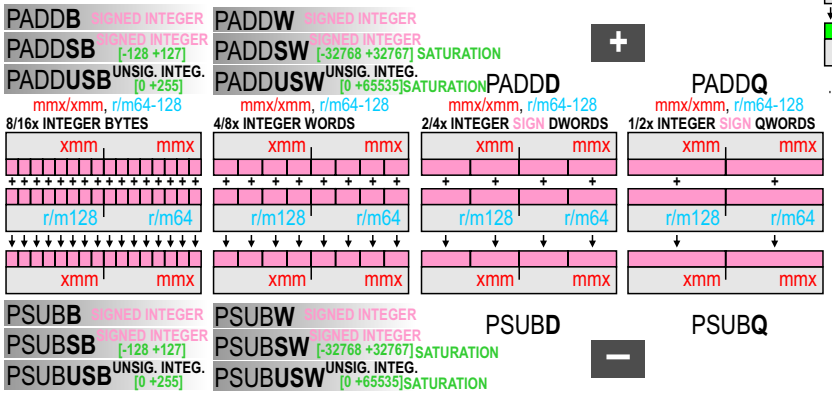 PADDB SIGNED INTEGER
PADDSB SIGNED INTEGER [-128 +127]
PADDUSB UNSIG. INTEG. [0 +255]
mmx/xmm, r/m64-128
8/16x INTEGER BYTES
xmm mmx
+ + + + + + + + + + + + + + + +
r/m128 r/m64
xmm mmx
PSUBB SIGNED INTEGER
PSUBSB SIGNED INTEGER [-128 +127]
PSUBUSB UNSIG. INTEG. [0 +255]
PADDW SIGNED INTEGER
PADDSW SIGNED INTEGER [-32768 +32767] SATURATION
PADDUSW UNSIG. INTEG. [0 +65535] SATURATION
mmx/xmm, r/m64-128
4/8x INTEGER WORDS
xmm mmx
+ + + + + + + +
r/m128 r/m64
xmm mmx
PSUBW SIGNED INTEGER
PSUBSW SIGNED INTEGER [-32768 +32767] SATURATION
PSUBUSW UNSIG. INTEG. [0 +65535] SATURATION
+
PADDD
mmx/xmm, r/m64-128
2/4x INTEGER SIGN DWORDS
xmm mmx
+ + + +
r/m128 r/m64
xmm mmx
PSUBD
−
PADDQ
mmx/xmm, r/m64-128
1/2x INTEGER SIGN QWORDS
xmm mmx
+ +
r/m128 r/m64
xmm mmx
PSUBQ